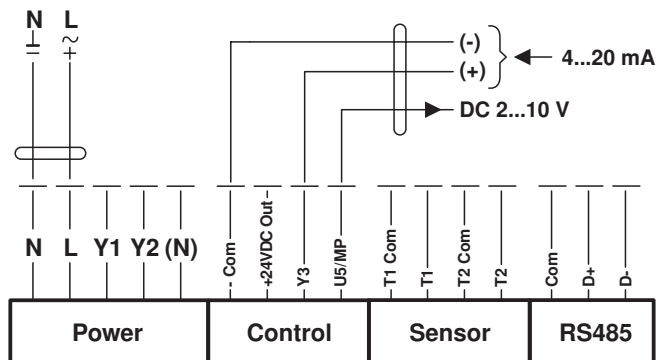 N L
(-)
(+)
4...20 mA
DC 2...10 V
N L Y1 Y2 (N)
- Com
+24VDC Out
Y3
U5/MP
T1 Com
T1
T2 Com
T2
Com
D+
D-
Power
Control
Sensor
RS485